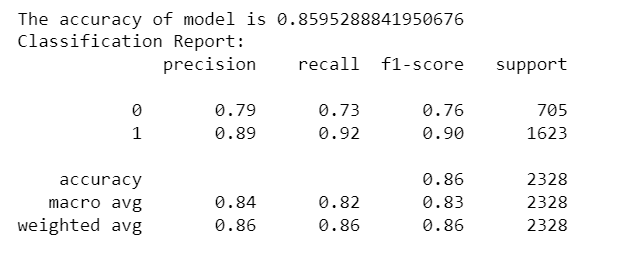 The accuracy of model is 0.8595288841950676
Classification Report:
precision recall f1-score support
0 0.79 0.73 0.76 705
1 0.89 0.92 0.90 1623
accuracy 0.86 2328
macro avg 0.84 0.82 0.83 2328
weighted avg 0.86 0.86 0.86 2328